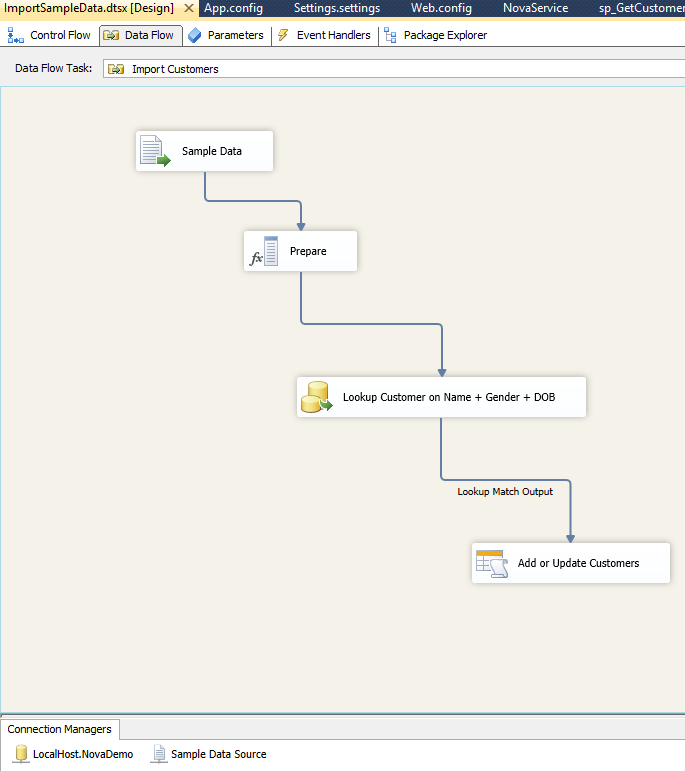 ImportSampleData.dtsx [Design] App.config Settings.settings Web.config NovaService sp_GetCustomer
Control Flow Data Flow Parameters Event Handlers Package Explorer
Data Flow Task: Import Customers
Sample Data
fx Prepare
Lookup Customer on Name + Gender + DOB
Lookup Match Output
Add or Update Customers
Connection Managers
LocalHost.NovaDemo Sample Data Source